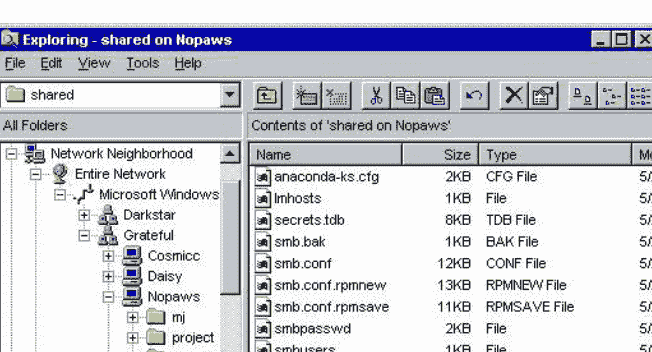 Exploring - shared on Nopaws
File Edit View Tools Help
shared
All Folders
Contents of 'shared on Nopaws'
Network Neighborhood
Entire Network
Microsoft Windows
Darkstar
Grateful
Cosmicc
Daisy
Nopaws
mj
project
Name Size Type
anaconda-ks.cfg 2KB CFG File
lmhosts 1KB File
secrets.tdb 8KB TDB File
smb.bak 1KB BAK File
smb.conf 12KB CONF File
smb.conf.rpmnew 13KB RPMNEW File
smb.conf.rpmsave 11KB RPMSAVE File
smbpasswd 2KB File
smbusers 1KB File